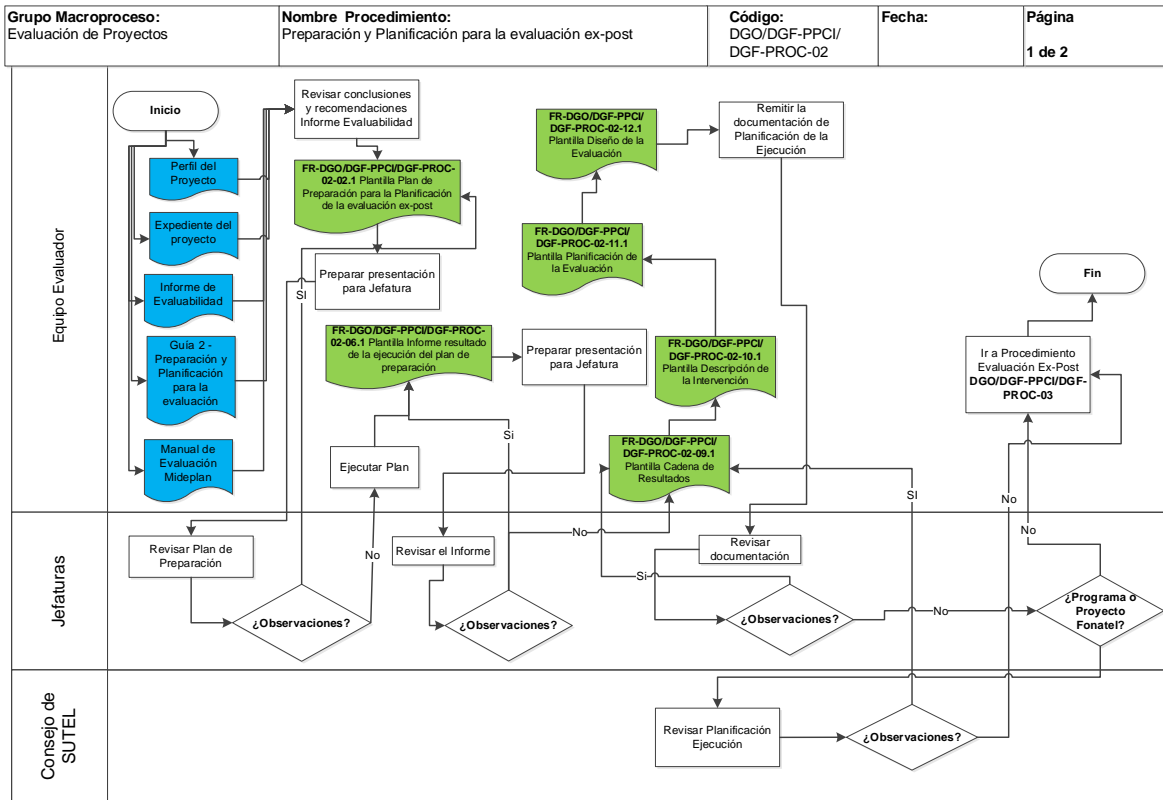 Grupo Macroproceso:
Evaluación de Proyectos
Nombre Procedimiento:
Preparación y Planificación para la evaluación ex-post
Código:
DGO/DGF-PPCI/
DGF-PROC-02
Fecha:
Página
1 de 2
Equipo Evaluador
Inicio
Perfil del
Proyecto
Expediente del
proyecto
Informe de
Evaluabilidad
Guía 2 -
Preparación y
Planificación
para la
evaluación
Manual de
Evaluación
Mideplan
Revisar conclusiones
y recomendaciones
Informe Evaluabilidad
FR-DGO/DGF-PPCI/DGF-PROC-
02-02.1 Plantilla Plan de
Preparación para la Planificación
de la evaluación ex-post
Preparar presentación
para Jefatura
SI
FR-DGO/DGF-PPCI/DGF-PROC-
02-06.1 Plantilla Informe resultado
de la ejecución del plan de
preparación
Preparar presentación
para Jefatura
Ejecutar Plan
Si
No
FR-DGO/DGF-PPCI/
DGF-PROC-02-12.1
Plantilla Diseño de la
Evaluación
FR-DGO/DGF-PPCI/
DGF-PROC-02-11.1
Plantilla Planificación de
la Evaluación
FR-DGO/DGF-PPCI/
DGF-PROC-02-10.1
Plantilla Descripción de
la Intervención
FR-DGO/DGF-PPCI/
DGF-PROC-02-09.1
Plantilla Cadena de
Resultados
Remitir la
documentación de
Planificación de la
Ejecución
Fin
Ir a Procedimiento
Evaluación Ex-Post
DGO/DGF-PPCI/DGF-
PROC-03
SI
No
No
Jefaturas
Revisar Plan de
Preparación
¿Observaciones?
Revisar el Informe
¿Observaciones?
No
Revisar
documentación
Si
¿Observaciones?
No
¿Programa o
Proyecto
Fonatel?
Consejo de
SUTEL
Revisar Planificación
Ejecución
¿Observaciones?